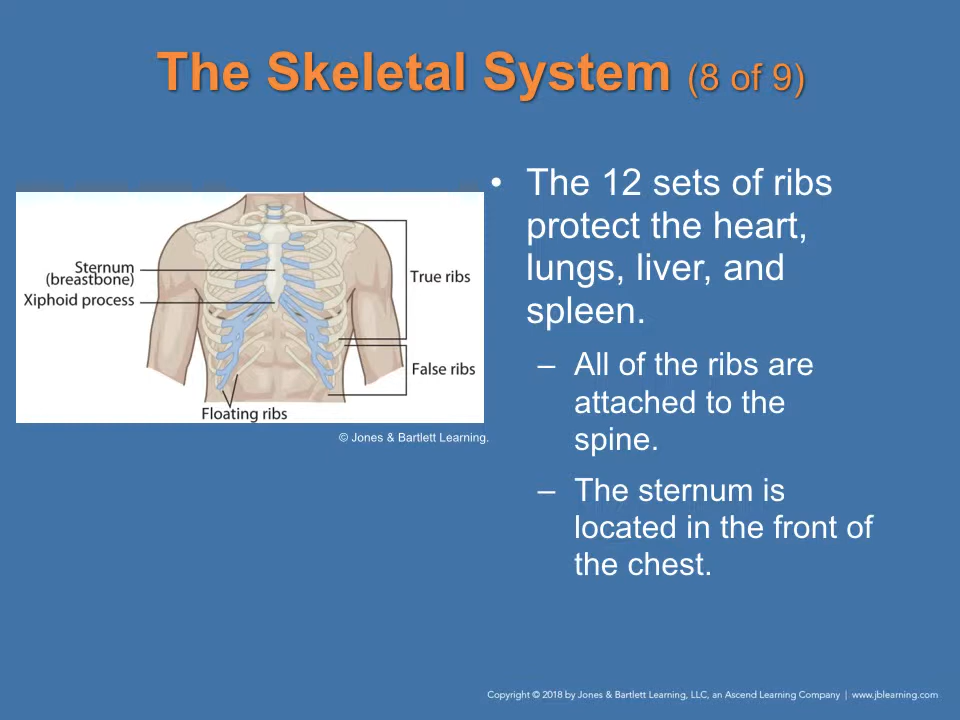 The Skeletal System (8 of 9)
Sternum
(breastbone)
Xiphoid process
True ribs
False ribs
Floating ribs
© Jones & Bartlett Learning.
• The 12 sets of ribs
protect the heart,
lungs, liver, and
spleen.
– All of the ribs are
attached to the
spine.
– The sternum is
located in the front of
the chest.
Copyright © 2018 by Jones & Bartlett Learning, LLC, an Ascend Learning Company | www.jblearning.com